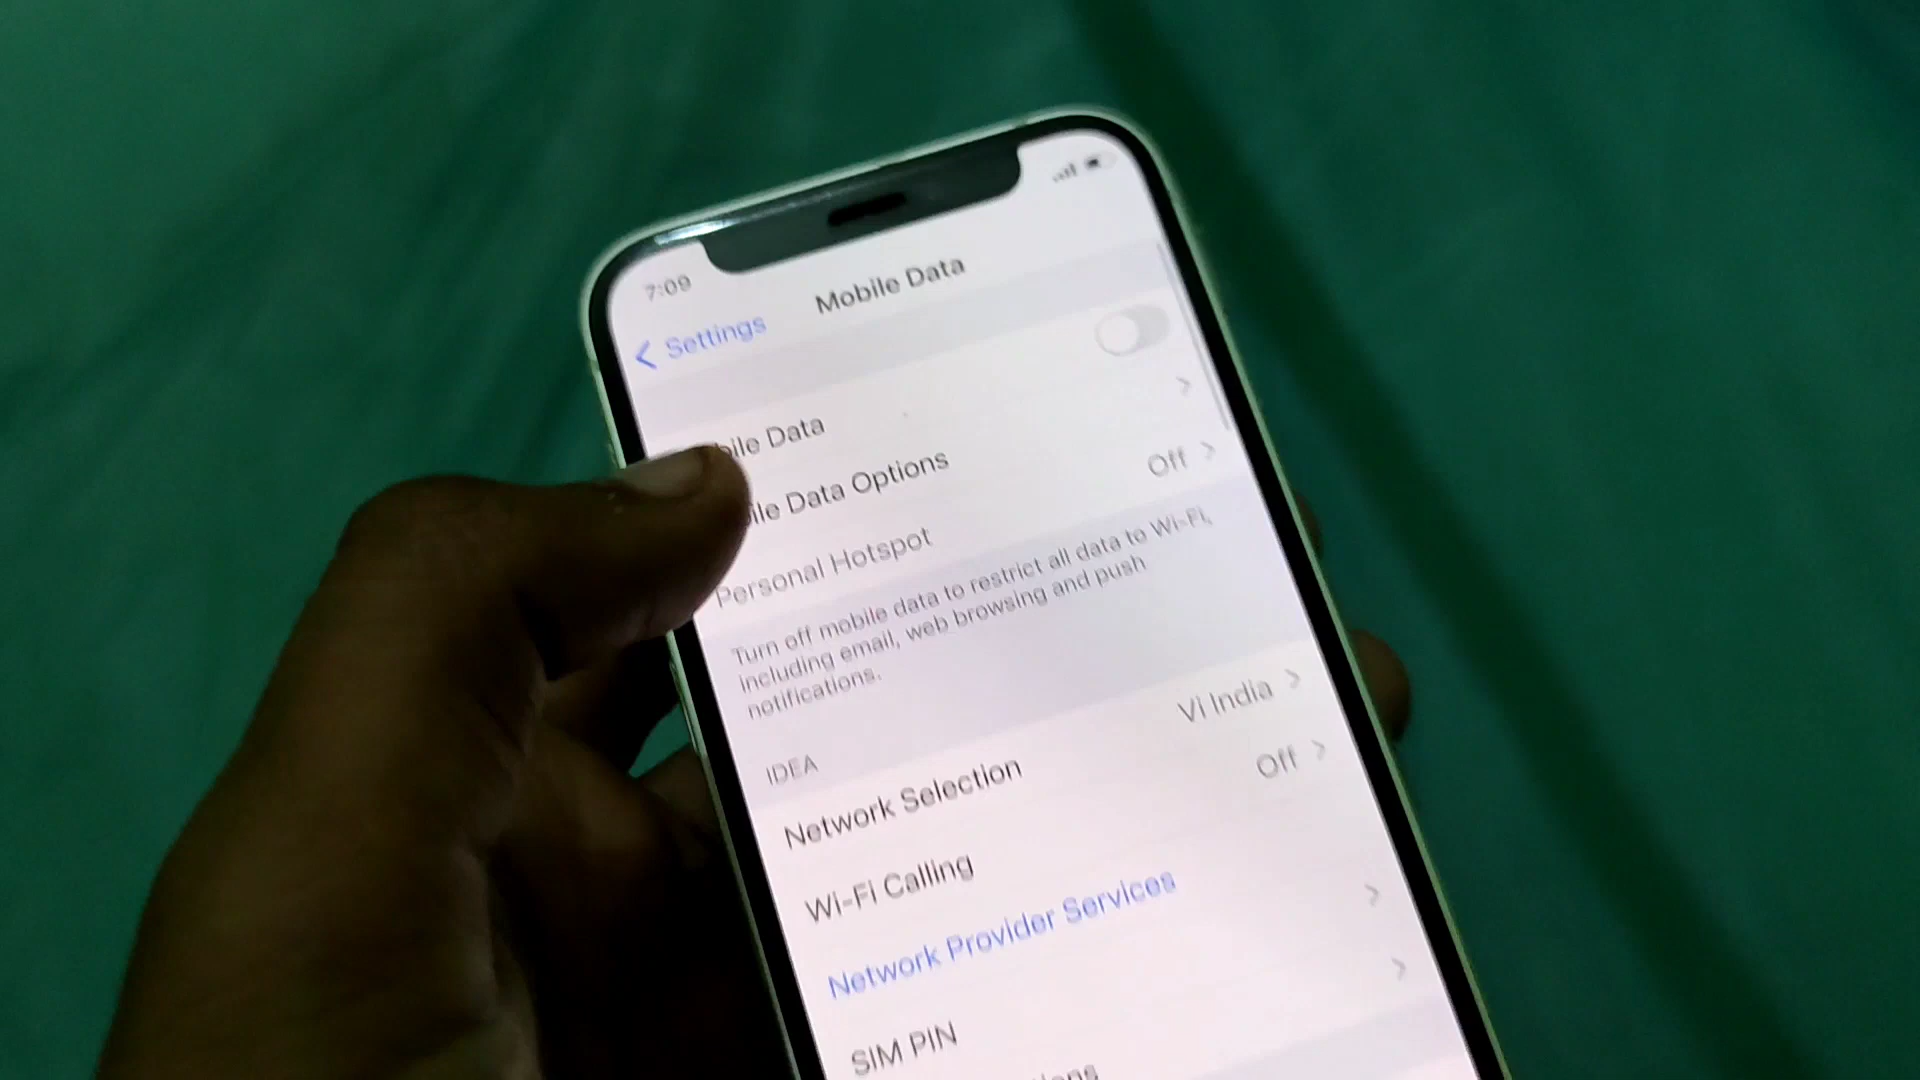 7:09
Settings
Mobile Data
bile Data
ile Data Options
Personal Hotspot Off
Turn off mobile data to restrict all data to Wi-Fi,
including email, web browsing and push
notifications.
IDEA
Network Selection Vi India
Wi-Fi Calling Off
Network Provider Services
SIM PIN